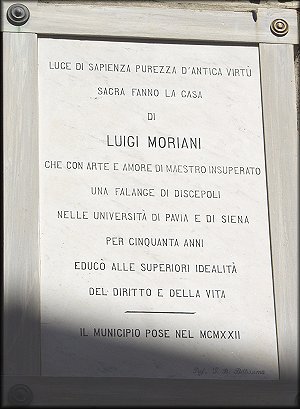 LUCE DI SAPIENZA PUREZZA D'ANTICA VIRTÙ
SACRA FANNO LA CASA
DI
LUIGI MORIANI
CHE CON ARTE E AMORE DI MAESTRO INSUPERATO
UNA FALANGE DI DISCEPOLI
NELLE UNIVERSITÀ DI PAVIA E DI SIENA
PER CINQUANTA ANNI
EDUCÒ ALLE SUPERIORI IDEALITÀ
DEL DIRITTO E DELLA VITA
IL MUNICIPIO POSE NEL MCMXXII